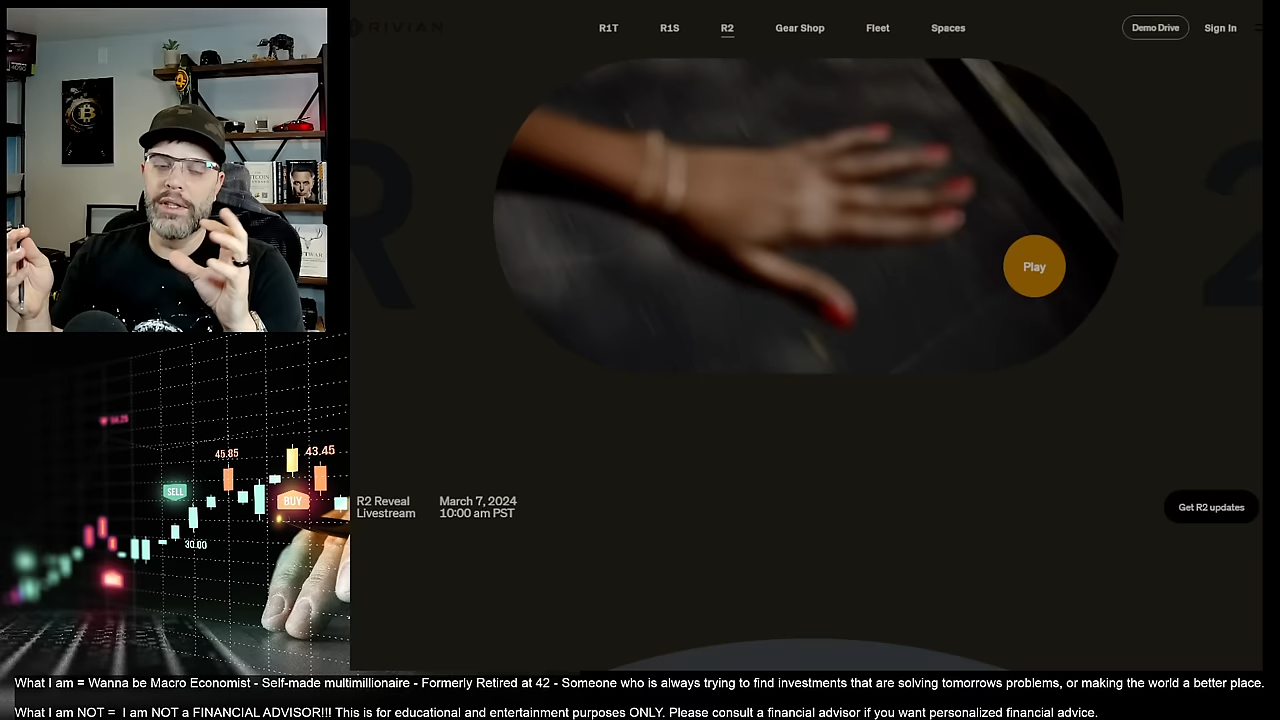 RIVIAN
R1T
R1S
R2
Gear Shop
Fleet
Spaces
Demo Drive
Sign In
R
2
Play
R2 Reveal
Livestream
March 7, 2024
10:00 am PST
Get R2 updates
45.85
43.45
SELL
BUY
30.00
What I am = Wanna be Macro Economist - Self-made multimillionaire - Formerly Retired at 42 - Someone who is always trying to find investments that are solving tomorrows problems, or making the world a better place.
What I am NOT = I am NOT a FINANCIAL ADVISOR!!! This is for educational and entertainment purposes ONLY. Please consult a financial advisor if you want personalized financial advice.